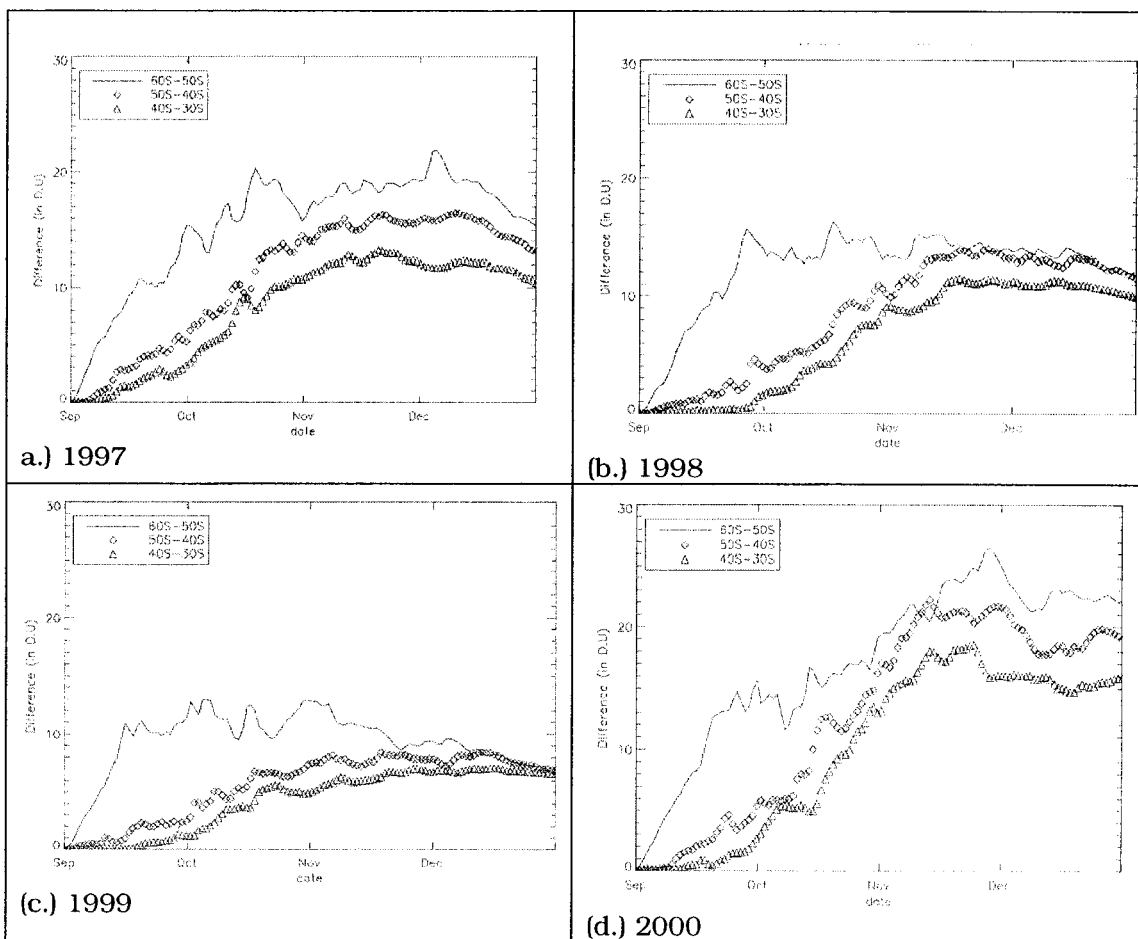 30
60S-50S
50S-40S
40S-30S
20
10
0
Difference (in D.U)
Sep
Oct
Nov
Dec
date
a.) 1997
30
60S-50S
50S-40S
40S-30S
20
10
0
Difference (in D.U)
Sep
Oct
Nov
Dec
date
(b.) 1998
30
60S-50S
50S-40S
40S-30S
20
10
0
Difference (in D.U)
Sep
Oct
Nov
Dec
date
(c.) 1999
30
60S-50S
50S-40S
40S-30S
20
10
0
Difference (in D.U)
Sep
Oct
Nov
Dec
date
(d.) 2000